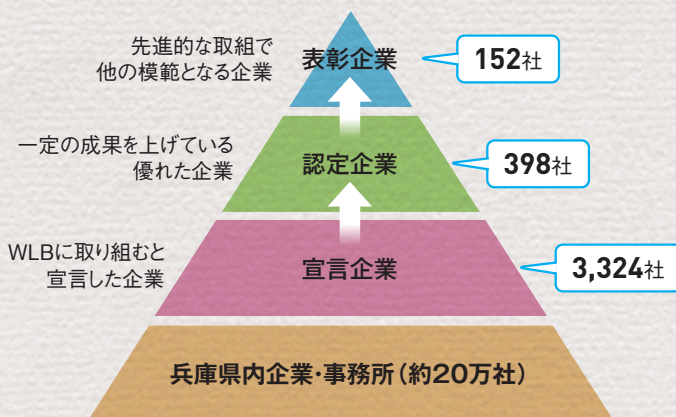 先進的な取組で
他の模範となる企業
表彰企業
152社
一定の成果を上げている
優れた企業
認定企業
398社
WLBに取り組むと
宣言した企業
宣言企業
3,324社
兵庫県内企業・事務所（約20万社）